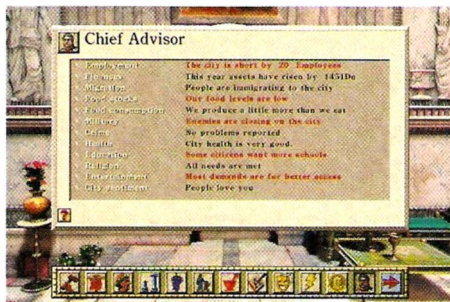 Chief Advisor
Employment The city is short by 20 Employees
Finances This year assets have risen by 1451Dn
Migration People are immigrating to the city
Food stocks Our food levels are low
Food consumption We produce a little more than we eat
Military Enemies are closing on the city
Crime No problems reported
Health City health is very good.
Education Some citizens want more schools
Religion All needs are met
Entertainment Most demands are for better access
City sentiment People love you
?